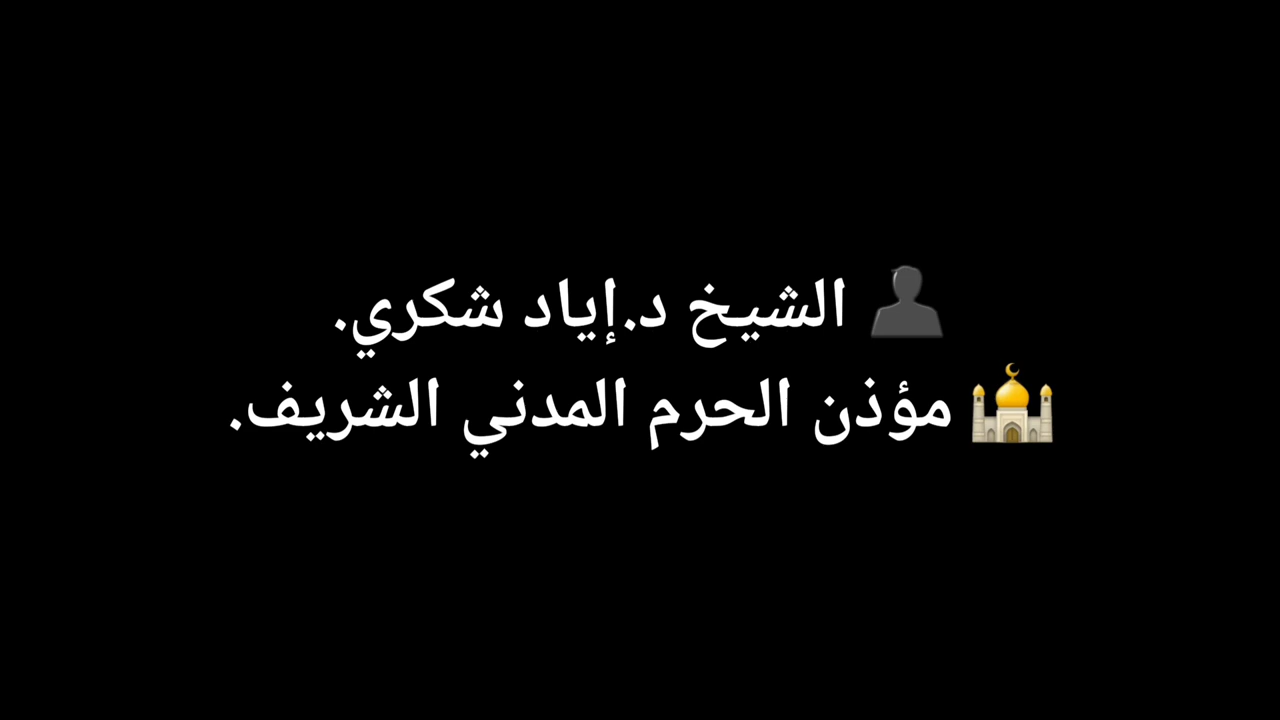 👤 الشيخ د.إياد شكري.
🕌 مؤذن الحرم المدني الشريف.